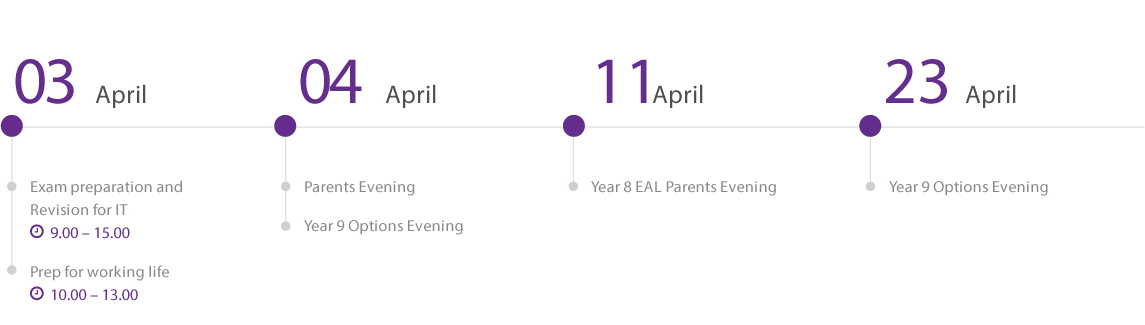 03 April
Exam preparation and
Revision for IT
9.00 – 15.00
Prep for working life
10.00 – 13.00
04 April
Parents Evening
Year 9 Options Evening
11 April
Year 8 EAL Parents Evening
23 April
Year 9 Options Evening